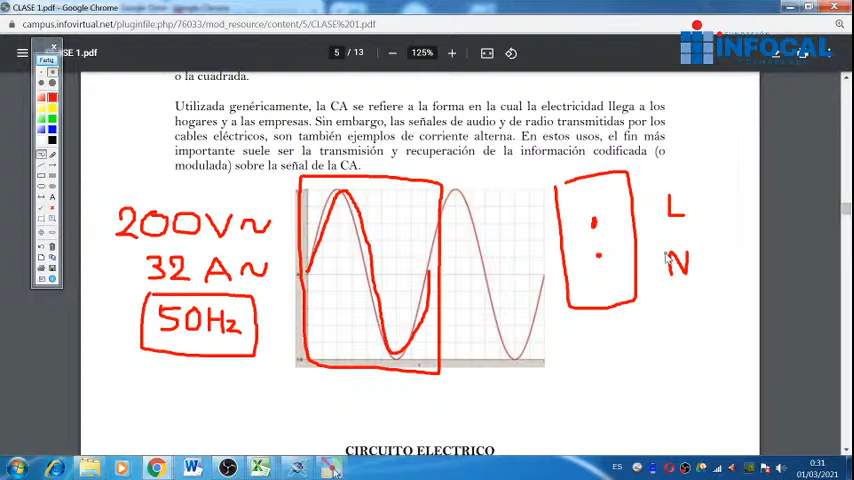 CLASE 1.pdf - Google Chrome
campus.infovirtual.net/pluginfile.php/76033/mod_resource/content/5/CLASE%201.pdf
CLASE 1.pdf
5 / 13
125%
INFOCAL
o la cuadrada.
Utilizada genéricamente, la CA se refiere a la forma en la cual la electricidad llega a los
hogares y a las empresas. Sin embargo, las señales de audio y de radio transmitidas por los
cables eléctricos, son también ejemplos de corriente alterna. En estos usos, el fin más
importante suele ser la transmisión y recuperación de la información codificada (o
modulada) sobre la señal de la CA.
200V~
32 A~
50Hz
L
N
CIRCUITO ELECTRICO
ES
0:31
01/03/2021